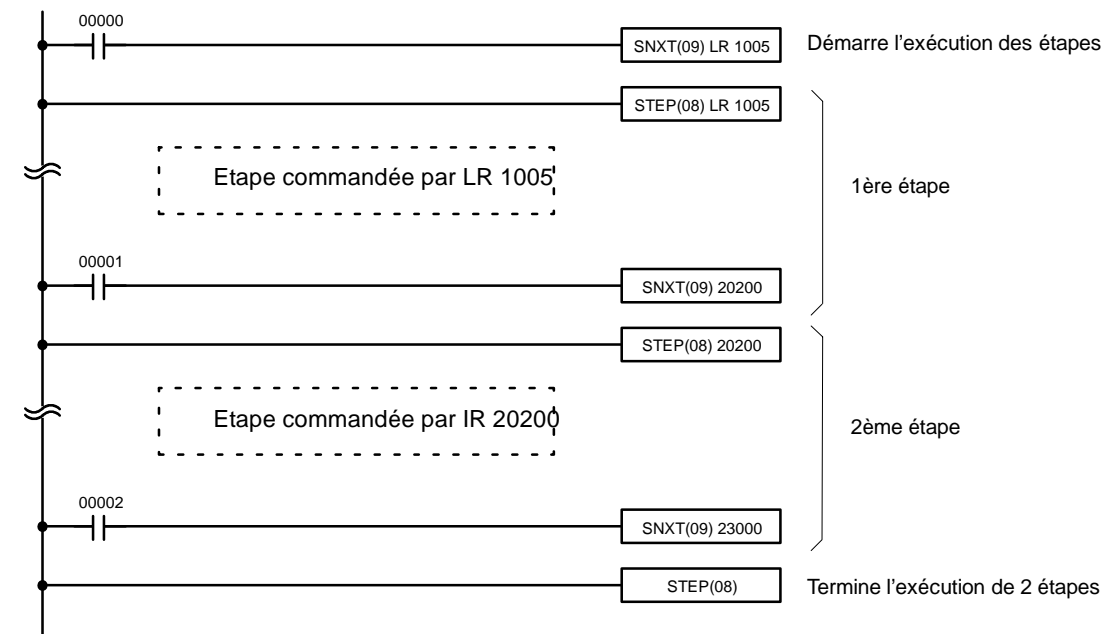 00000
SNXT(09) LR 1005
Démarre l'exécution des étapes
STEP(08) LR 1005
Etape commandée par LR 1005
1ère étape
00001
SNXT(09) 20200
STEP(08) 20200
Etape commandée par IR 20200
2ème étape
00002
SNXT(09) 23000
STEP(08)
Termine l'exécution de 2 étapes